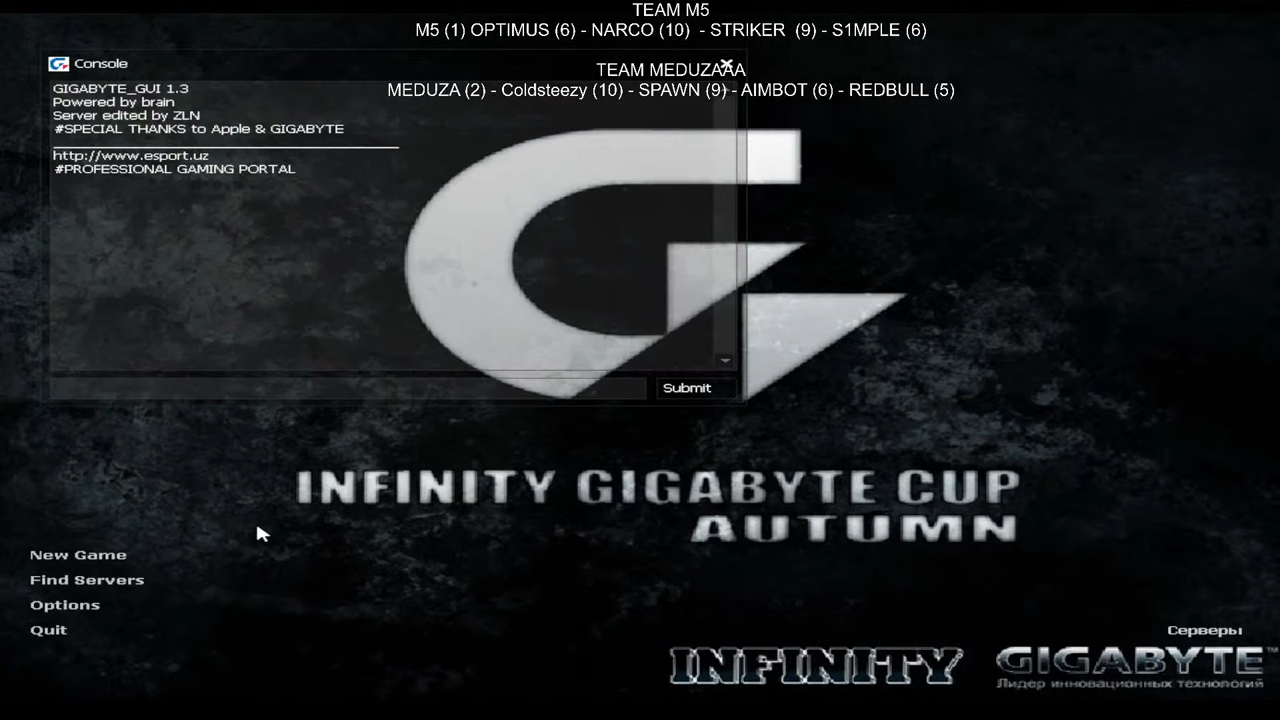 TEAM M5
M5 (1) OPTIMUS (6) - NARCO (10)  - STRIKER  (9) - S1MPLE (6)
TEAM MEDUZAAA
MEDUZA (2) - Coldsteezy (10) - SPAWN (9) - AIMBOT (6) - REDBULL (5)
Console
GIGABYTE_GUI 1.3
Powered by brain
Server edited by ZLN
#SPECIAL THANKS to Apple & GIGABYTE
http://www.esport.uz
#PROFESSIONAL GAMING PORTAL
Submit
INFINITY GIGABYTE CUP
AUTUMN
New Game
Find Servers
Options
Quit
Серверы
INFINITY
GIGABYTE™
Лидер инновационных технологий